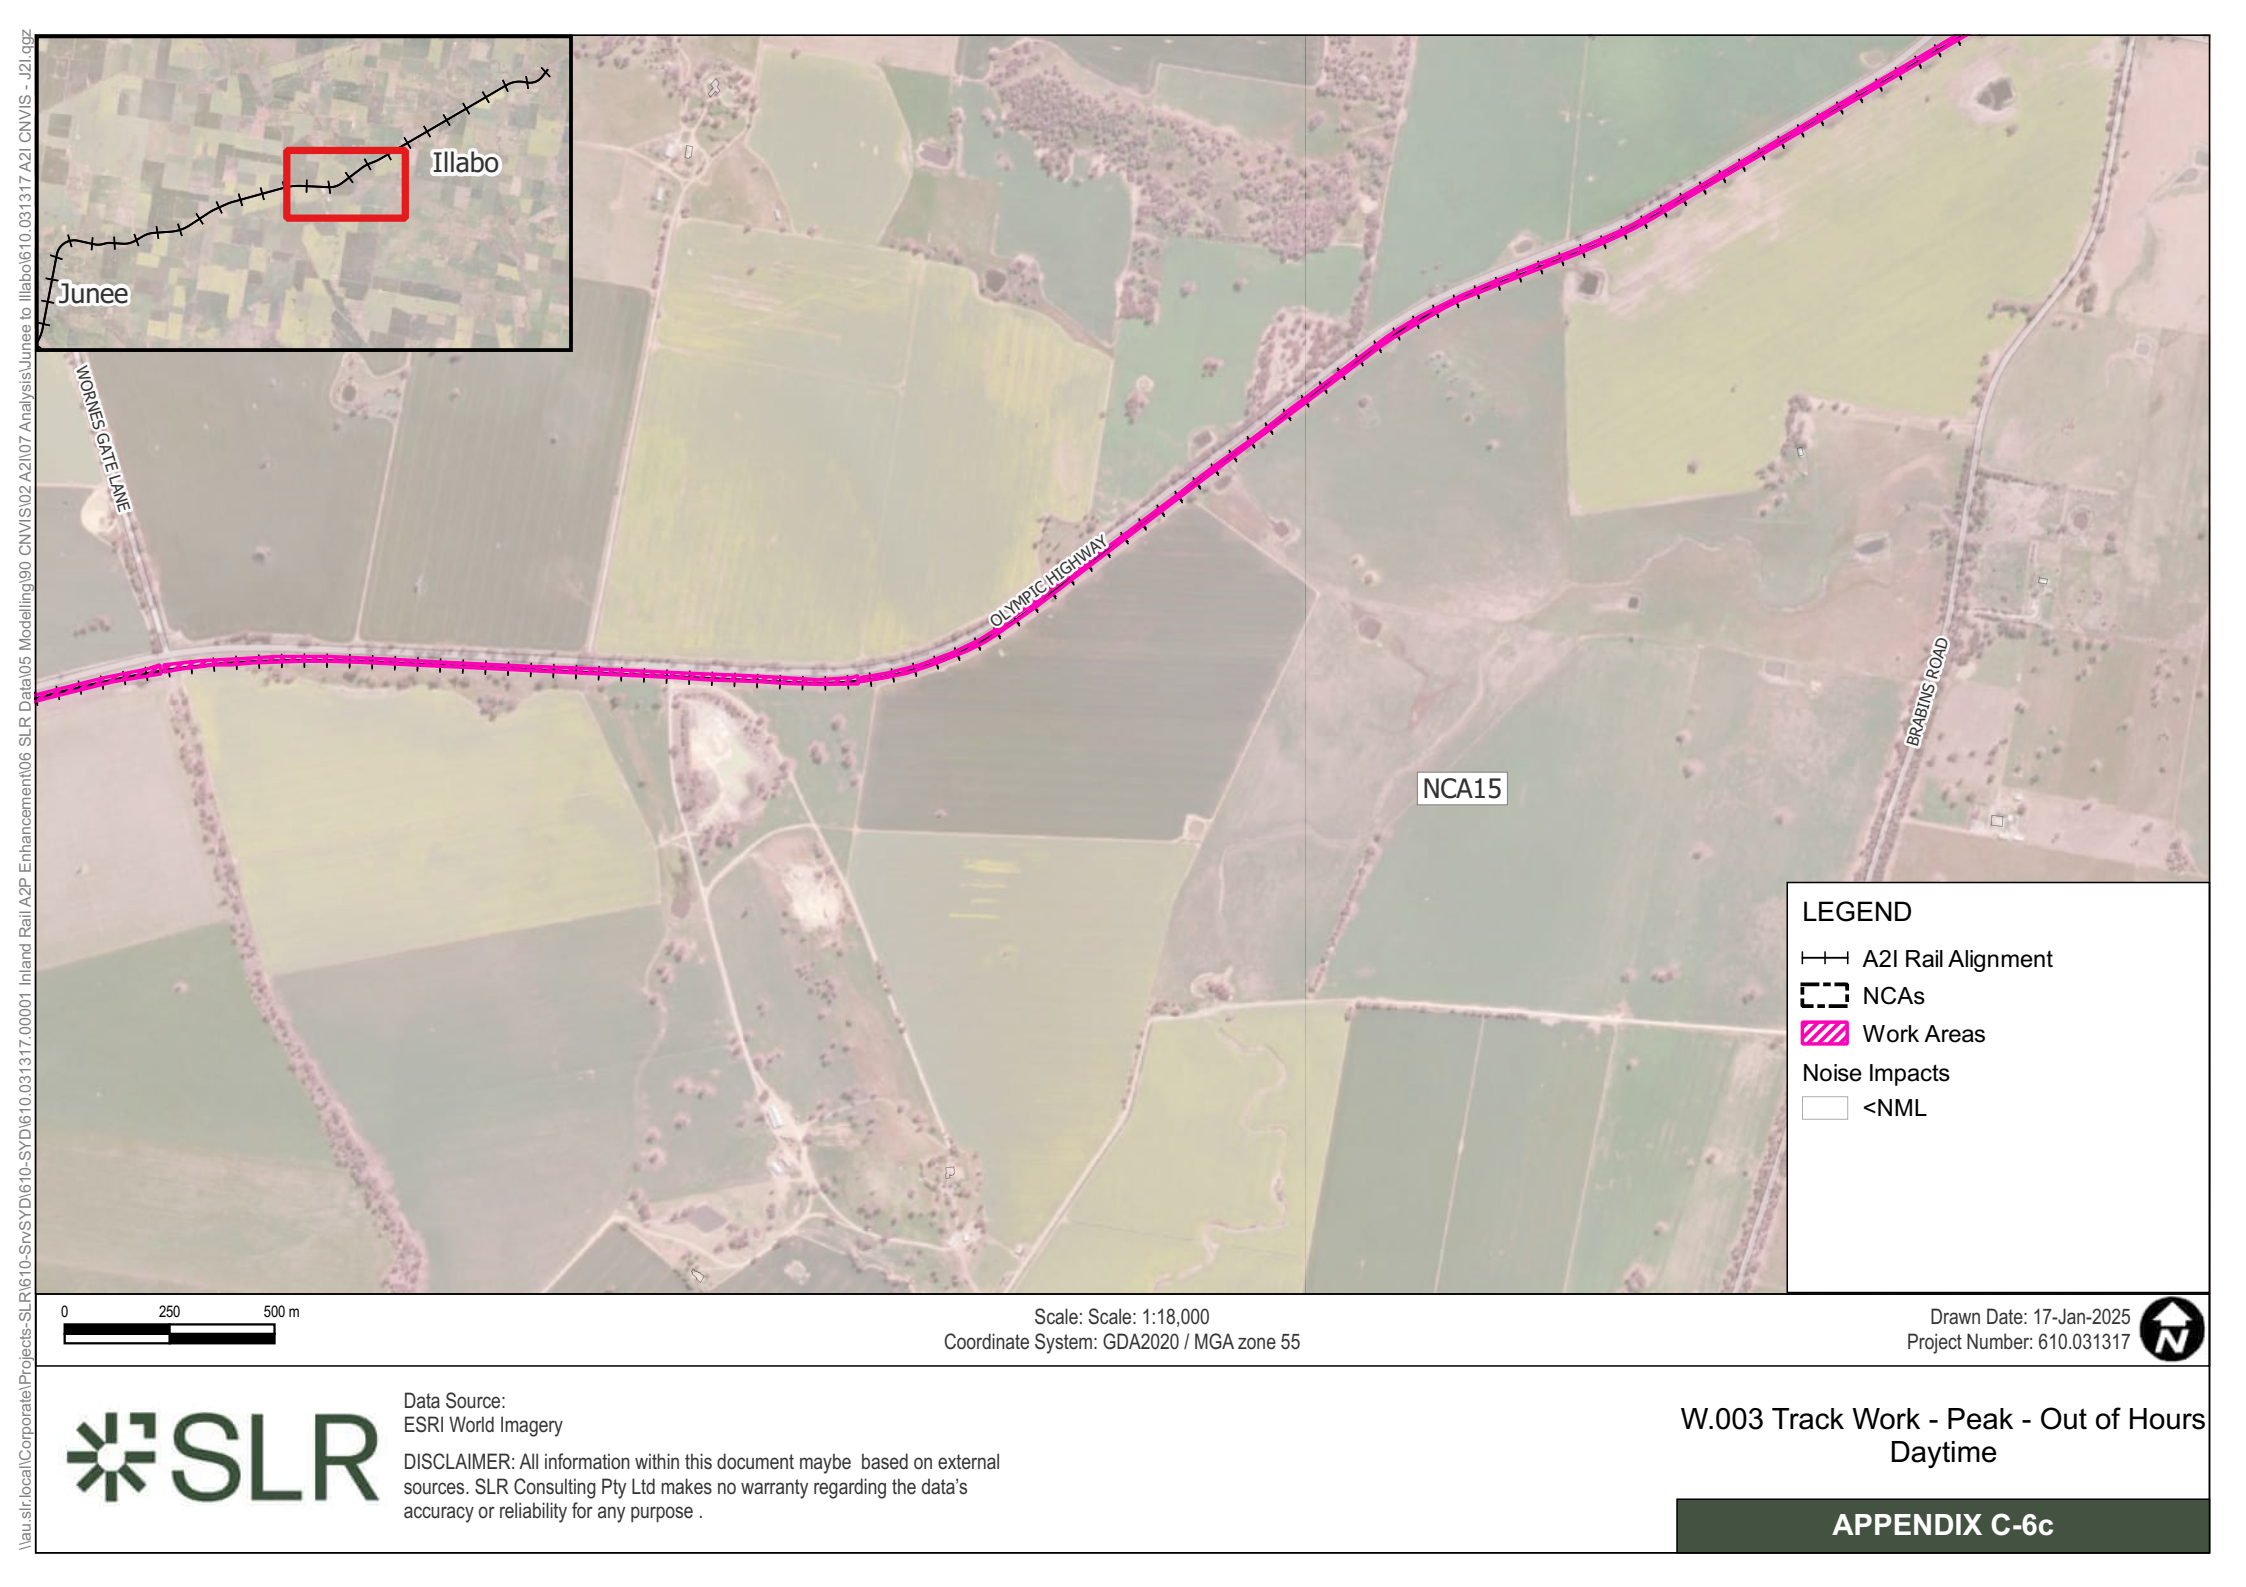 \\au.slr.local\Corporate\Projects-SLR\610-SrvSYD\610-SYD\610.031317.00001 Inland Rail A2P Enhancement\06 SLR Data\05 Modelling\90 CNVIS\02 A2I\07 Analysis\Junee to Illabo\610.031317 A2I CNVIS - J2I.qgz
Illabo
Junee
WORNES GATE LANE
OLYMPIC HIGHWAY
BRABINS ROAD
NCA15
LEGEND
A2I Rail Alignment
NCAs
Work Areas
Noise Impacts
<NML
0 250 500 m
Scale: Scale: 1:18,000
Coordinate System: GDA2020 / MGA zone 55
Drawn Date: 17-Jan-2025
Project Number: 610.031317
N
SLR
Data Source:
ESRI World Imagery
DISCLAIMER: All information within this document maybe based on external
sources. SLR Consulting Pty Ltd makes no warranty regarding the data's
accuracy or reliability for any purpose .
W.003 Track Work - Peak - Out of Hours
Daytime
APPENDIX C-6c